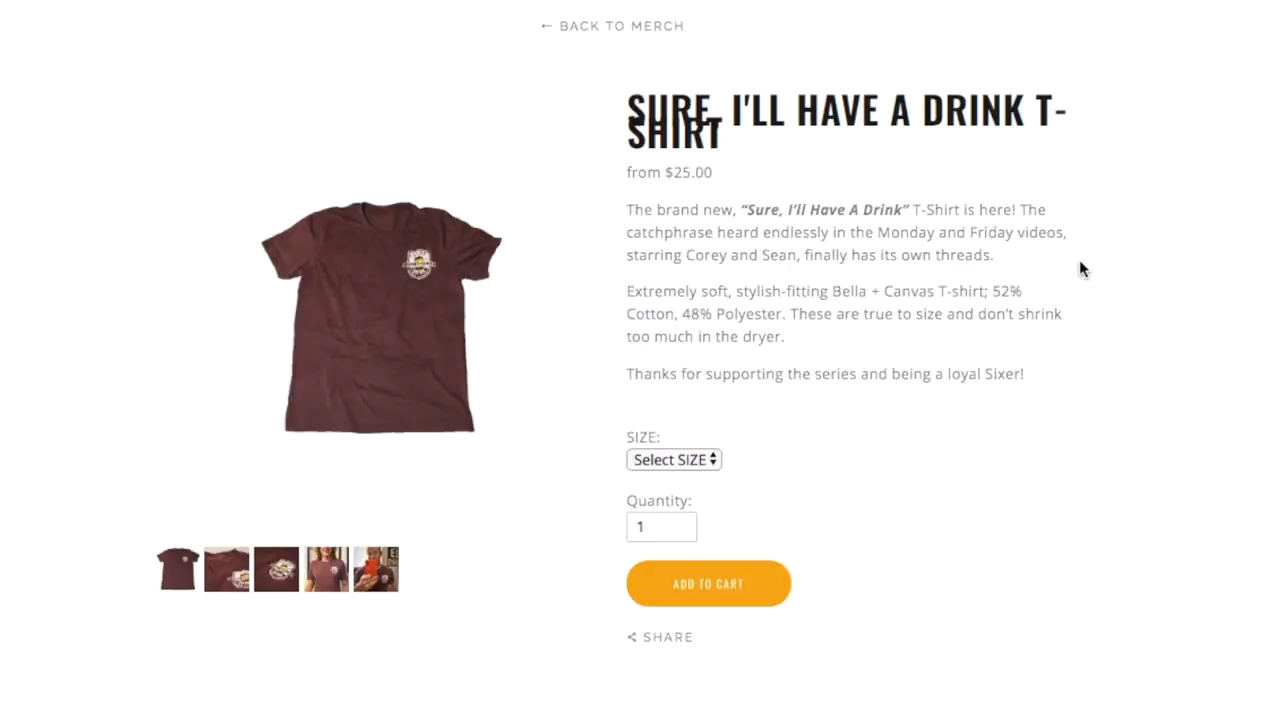 ← BACK TO MERCH
SURE, I'LL HAVE A DRINK T-
SHIRT
from $25.00
The brand new, “Sure, I’ll Have A Drink” T-Shirt is here! The
catchphrase heard endlessly in the Monday and Friday videos,
starring Corey and Sean, finally has its own threads.
Extremely soft, stylish-fitting Bella + Canvas T-shirt; 52%
Cotton, 48% Polyester. These are true to size and don't shrink
too much in the dryer.
Thanks for supporting the series and being a loyal Sixer!
SIZE:
Select SIZE
Quantity:
1
ADD TO CART
SHARE